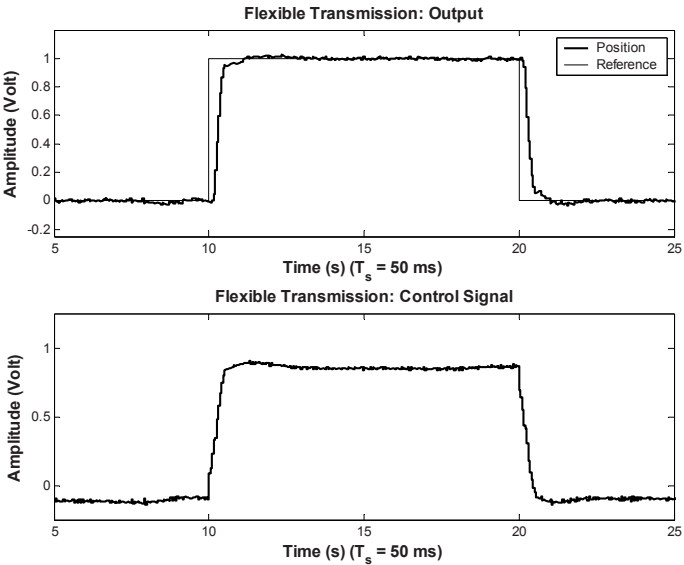 Flexible Transmission: Output
Amplitude (Volt)
1
0.8
0.6
0.4
0.2
0
-0.2
Position
Reference
5 10 15 20 25
Time (s) (Ts = 50 ms)
Flexible Transmission: Control Signal
Amplitude (Volt)
1
0.5
0
5 10 15 20 25
Time (s) (Ts = 50 ms)